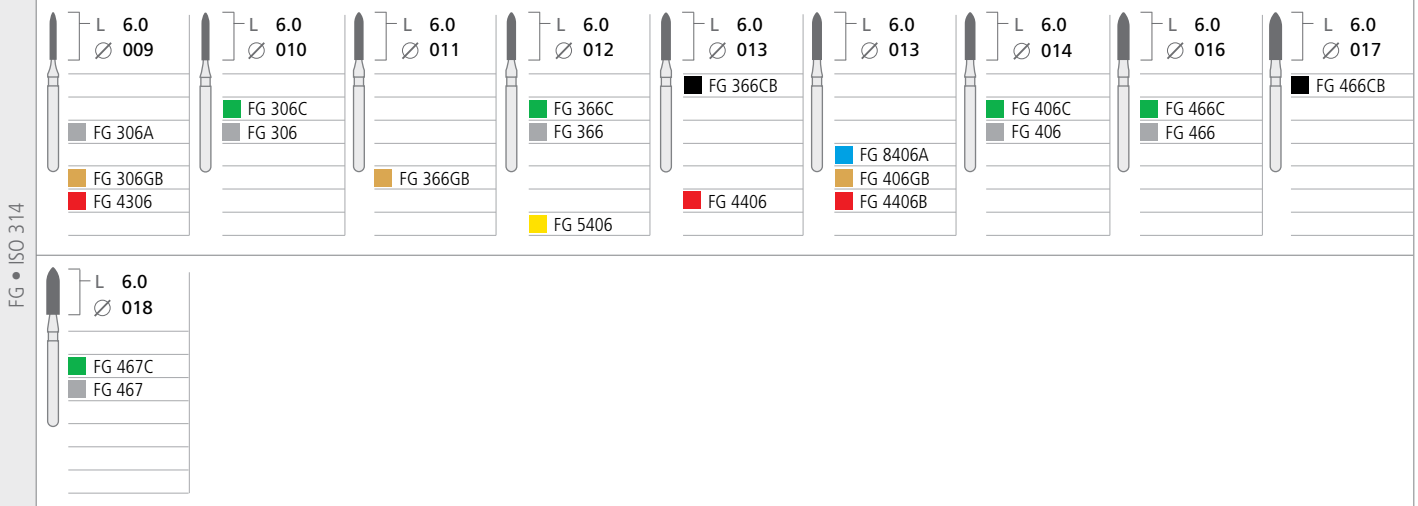 FG • ISO 314
L 6.0
Ø 009
FG 306A
FG 306GB
FG 4306
L 6.0
Ø 010
FG 306C
FG 306
L 6.0
Ø 011
FG 366GB
L 6.0
Ø 012
FG 366C
FG 366
FG 5406
L 6.0
Ø 013
FG 366CB
FG 4406
L 6.0
Ø 013
FG 8406A
FG 406GB
FG 4406B
L 6.0
Ø 014
FG 406C
FG 406
L 6.0
Ø 016
FG 466C
FG 466
L 6.0
Ø 017
FG 466CB
L 6.0
Ø 018
FG 467C
FG 467